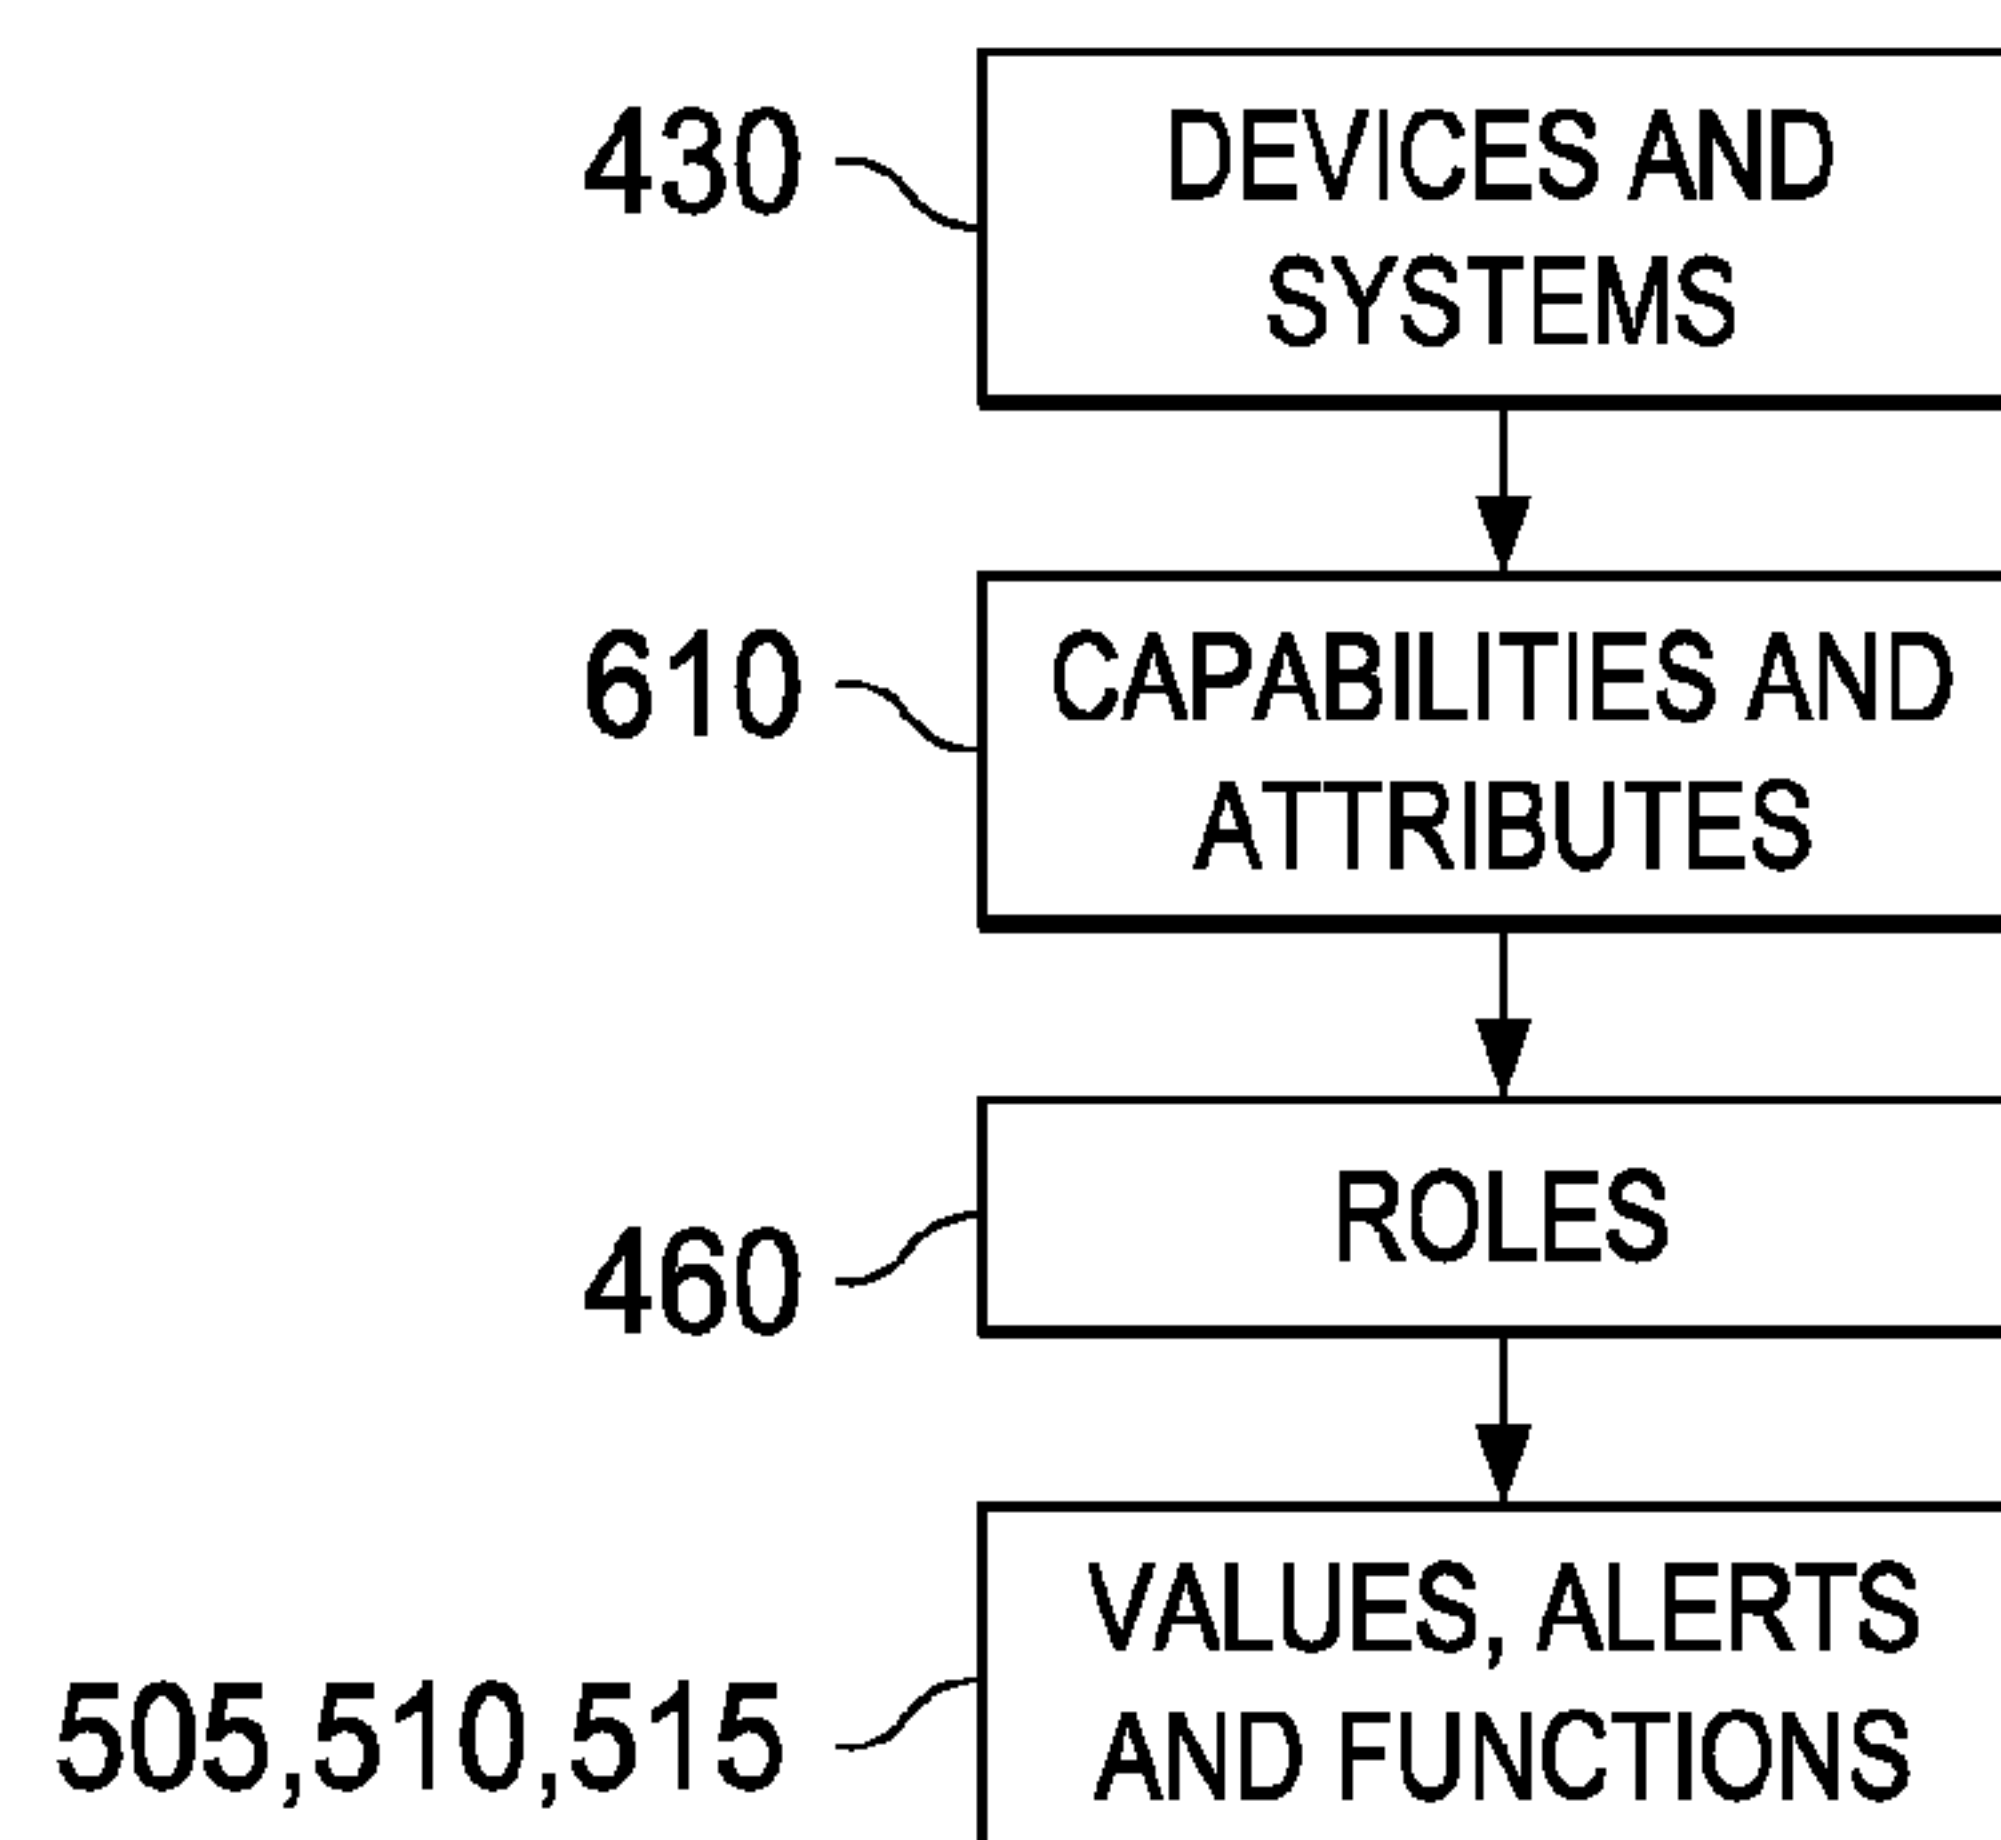 430
DEVICES AND
SYSTEMS
610
CAPABILITIES AND
ATTRIBUTES
460
ROLES
505,510,515
VALUES, ALERTS
AND FUNCTIONS